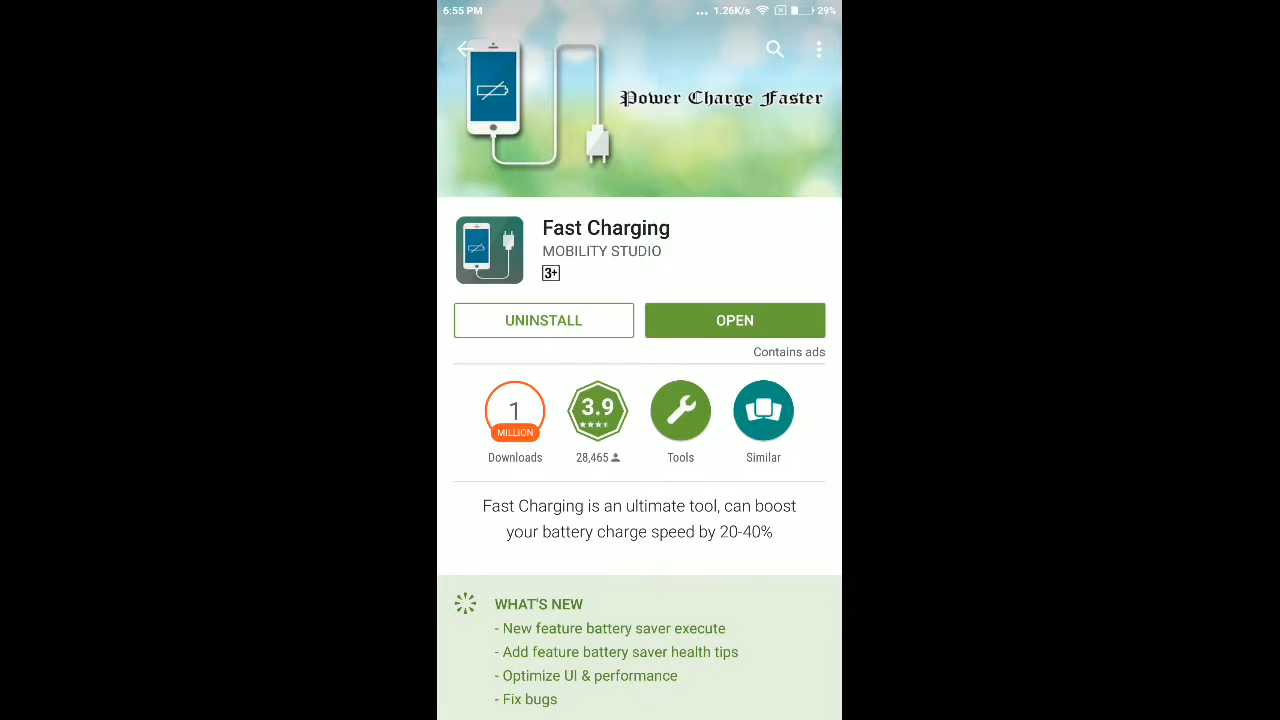 6:55 PM
... 1.26K/s 29%
Power Charge Faster
Fast Charging
MOBILITY STUDIO
3+
UNINSTALL
OPEN
Contains ads
1
MILLION
3.9
Downloads
28,465
Tools
Similar
Fast Charging is an ultimate tool, can boost
your battery charge speed by 20-40%
WHAT'S NEW
- New feature battery saver execute
- Add feature battery saver health tips
- Optimize UI & performance
- Fix bugs